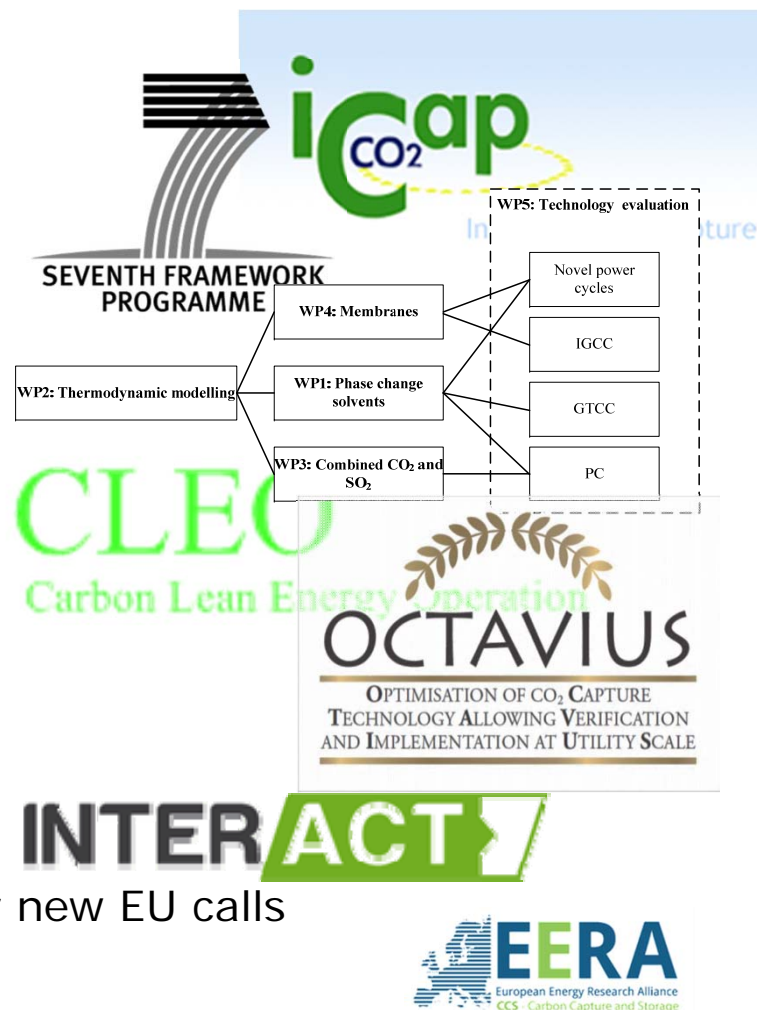 7
iCap
CO2
WP5: Technology evaluation
In
ture
SEVENTH FRAMEWORK
PROGRAMME
Novel power
cycles
WP4: Membranes
IGCC
WP2: Thermodynamic modelling
WP1: Phase change
solvents
GTCC
WP3: Combined CO2 and
SO2
PC
CLEO
Carbon Lean Energy Operation
OCTAVIUS
OPTIMISATION OF CO2 CAPTURE
TECHNOLOGY ALLOWING VERIFICATION
AND IMPLEMENTATION AT UTILITY SCALE
INTERACT
new EU calls
EERA
European Energy Research Alliance
CCS - Carbon Capture and Storage